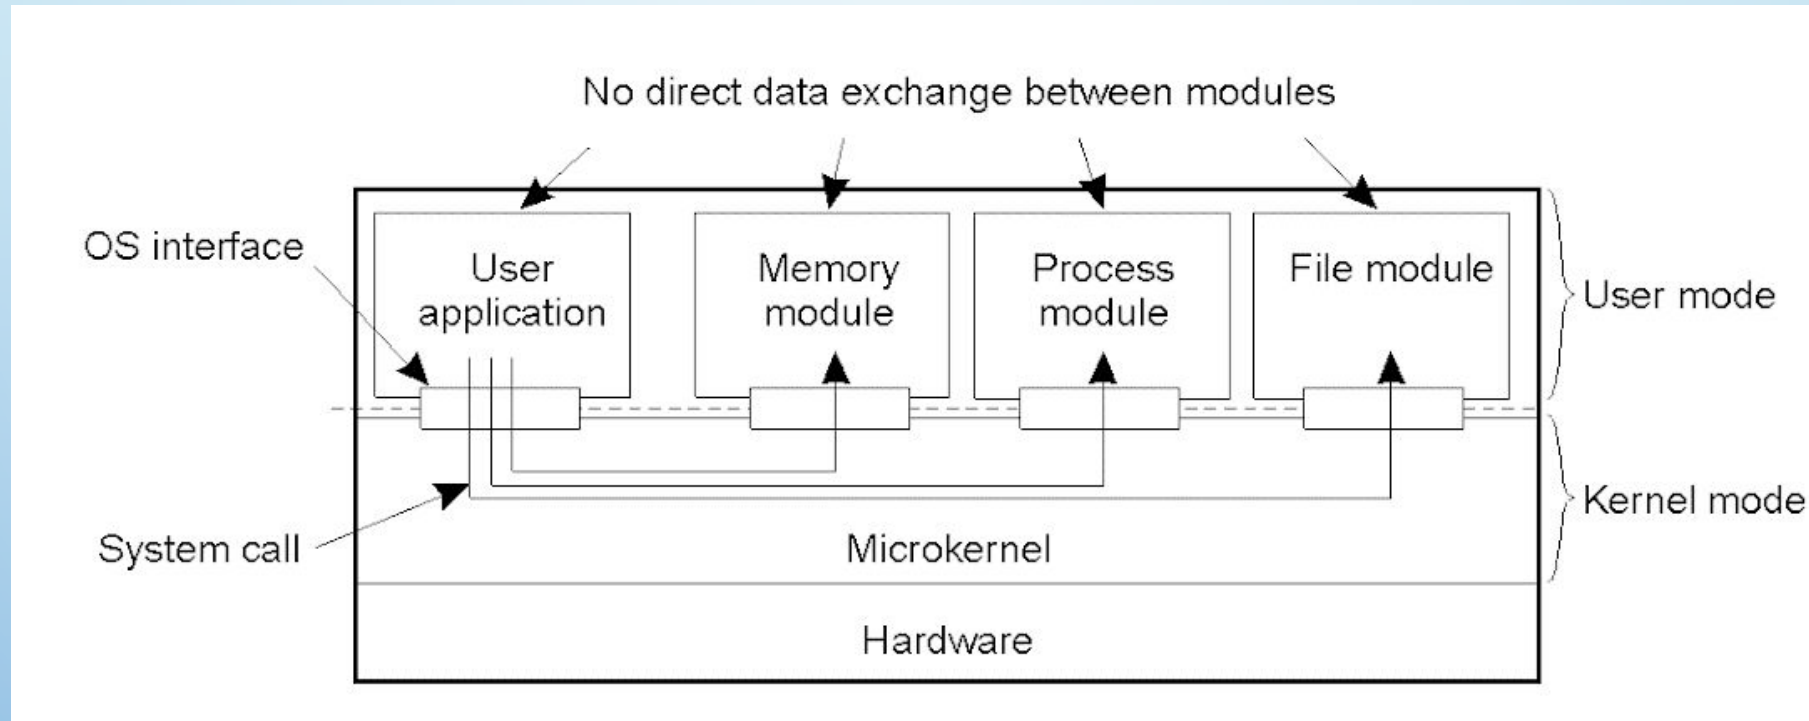 No direct data exchange between modules
OS interface
User
application
Memory
module
Process
module
File module
User mode
System call
Microkernel
Kernel mode
Hardware